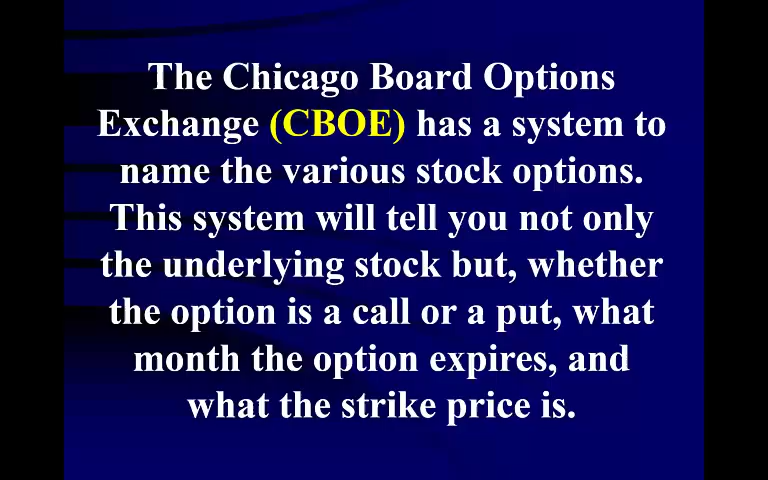 The Chicago Board Options
Exchange (CBOE) has a system to
name the various stock options.
This system will tell you not only
the underlying stock but, whether
the option is a call or a put, what
month the option expires, and
what the strike price is.